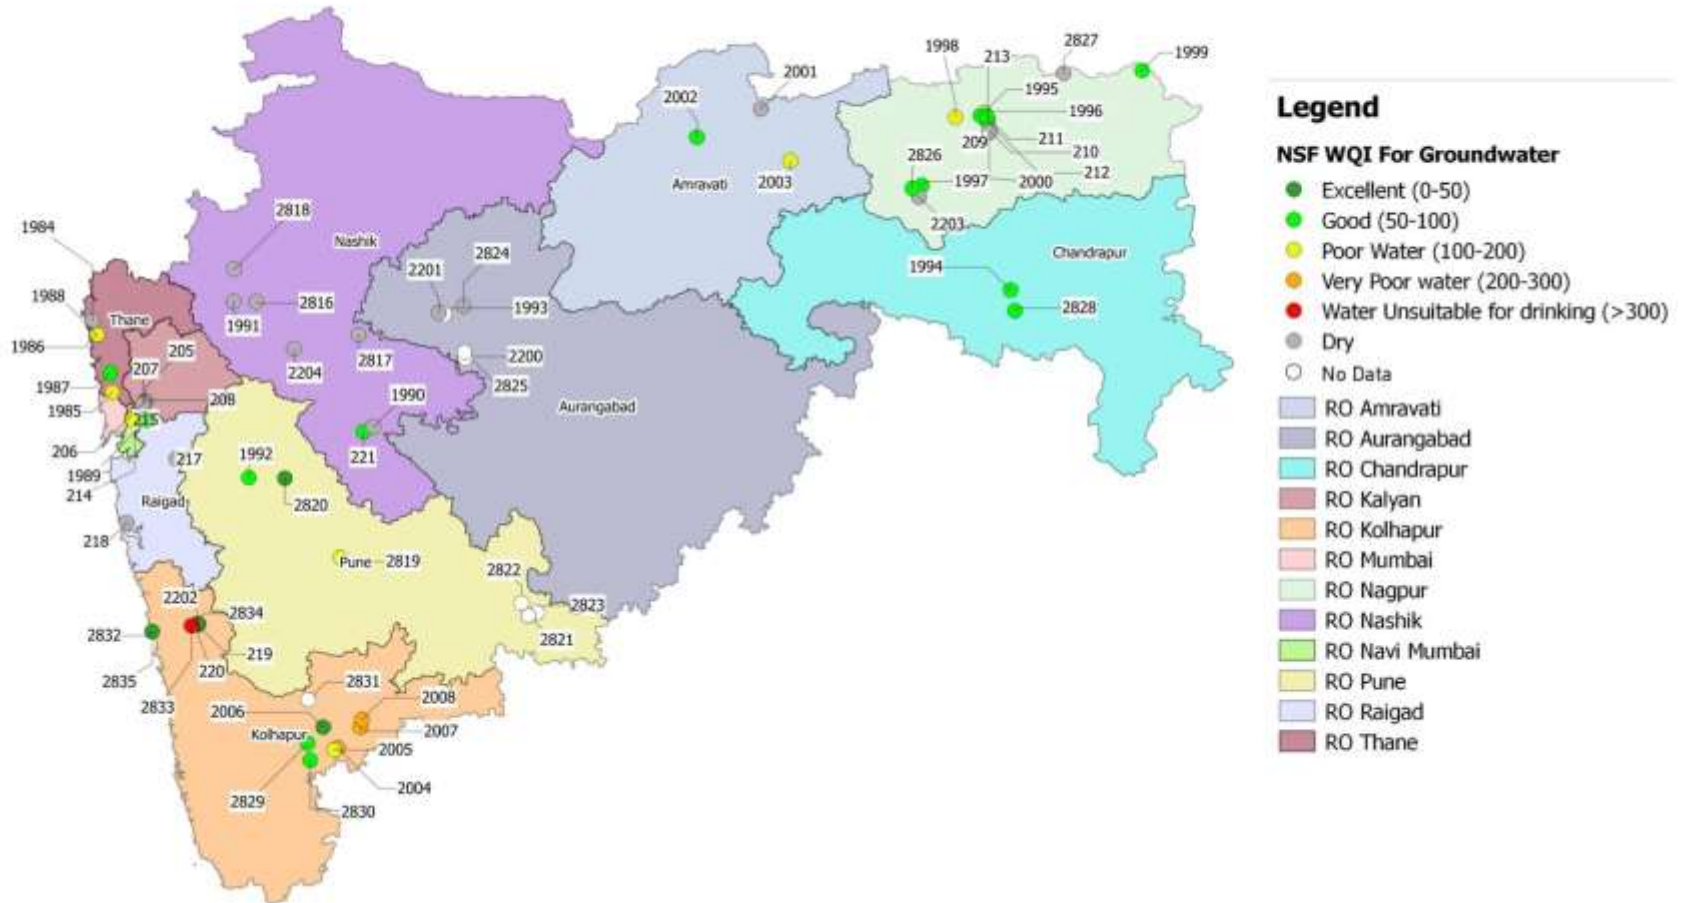 2827
1998
213
1999
2001
1995
2002
1996
209
211
2826
210
212
1997
2000
2003
Amravati
2203
2818
1984
Nashik
2824
Chandrapur
2201
1994
1988
2816
1993
2828
Thane
1991
205
1986
207
2817
2200
2204
2825
1987
208
1990
1985
215
Aurangabad
206
1992
221
217
1989
214
Raigad
2820
218
Pune
2819
2822
2202
2834
2823
2832
2821
219
220
2835
2831
2833
2008
2006
2007
Kolhapur
2005
2004
2829
2830
Legend
NSF WQI For Groundwater
Excellent (0-50)
Good (50-100)
Poor Water (100-200)
Very Poor water (200-300)
Water Unsuitable for drinking (>300)
Dry
No Data
RO Amravati
RO Aurangabad
RO Chandrapur
RO Kalyan
RO Kolhapur
RO Mumbai
RO Nagpur
RO Nashik
RO Navi Mumbai
RO Pune
RO Raigad
RO Thane